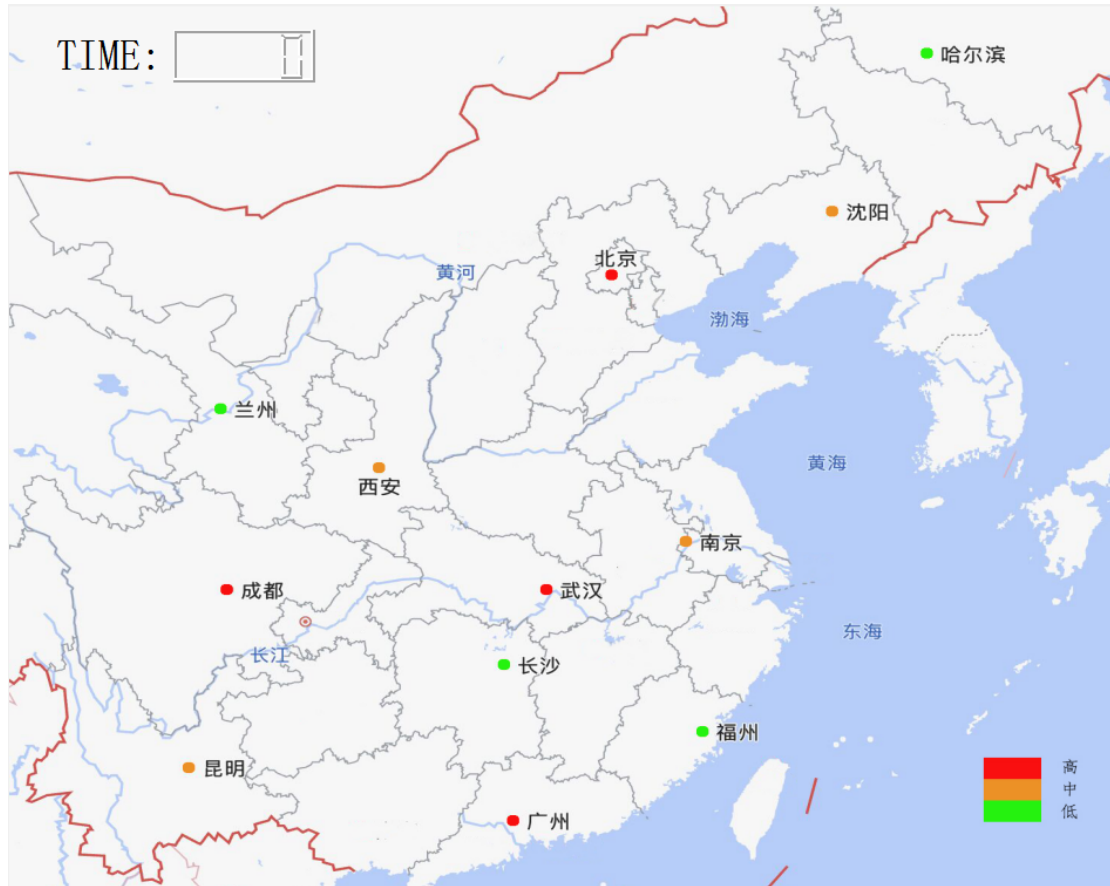 TIME: 0
哈尔滨
沈阳
北京
黄河
渤海
兰州
黄海
西安
南京
成都
武汉
东海
长江
长沙
福州
昆明
高
中
低
广州